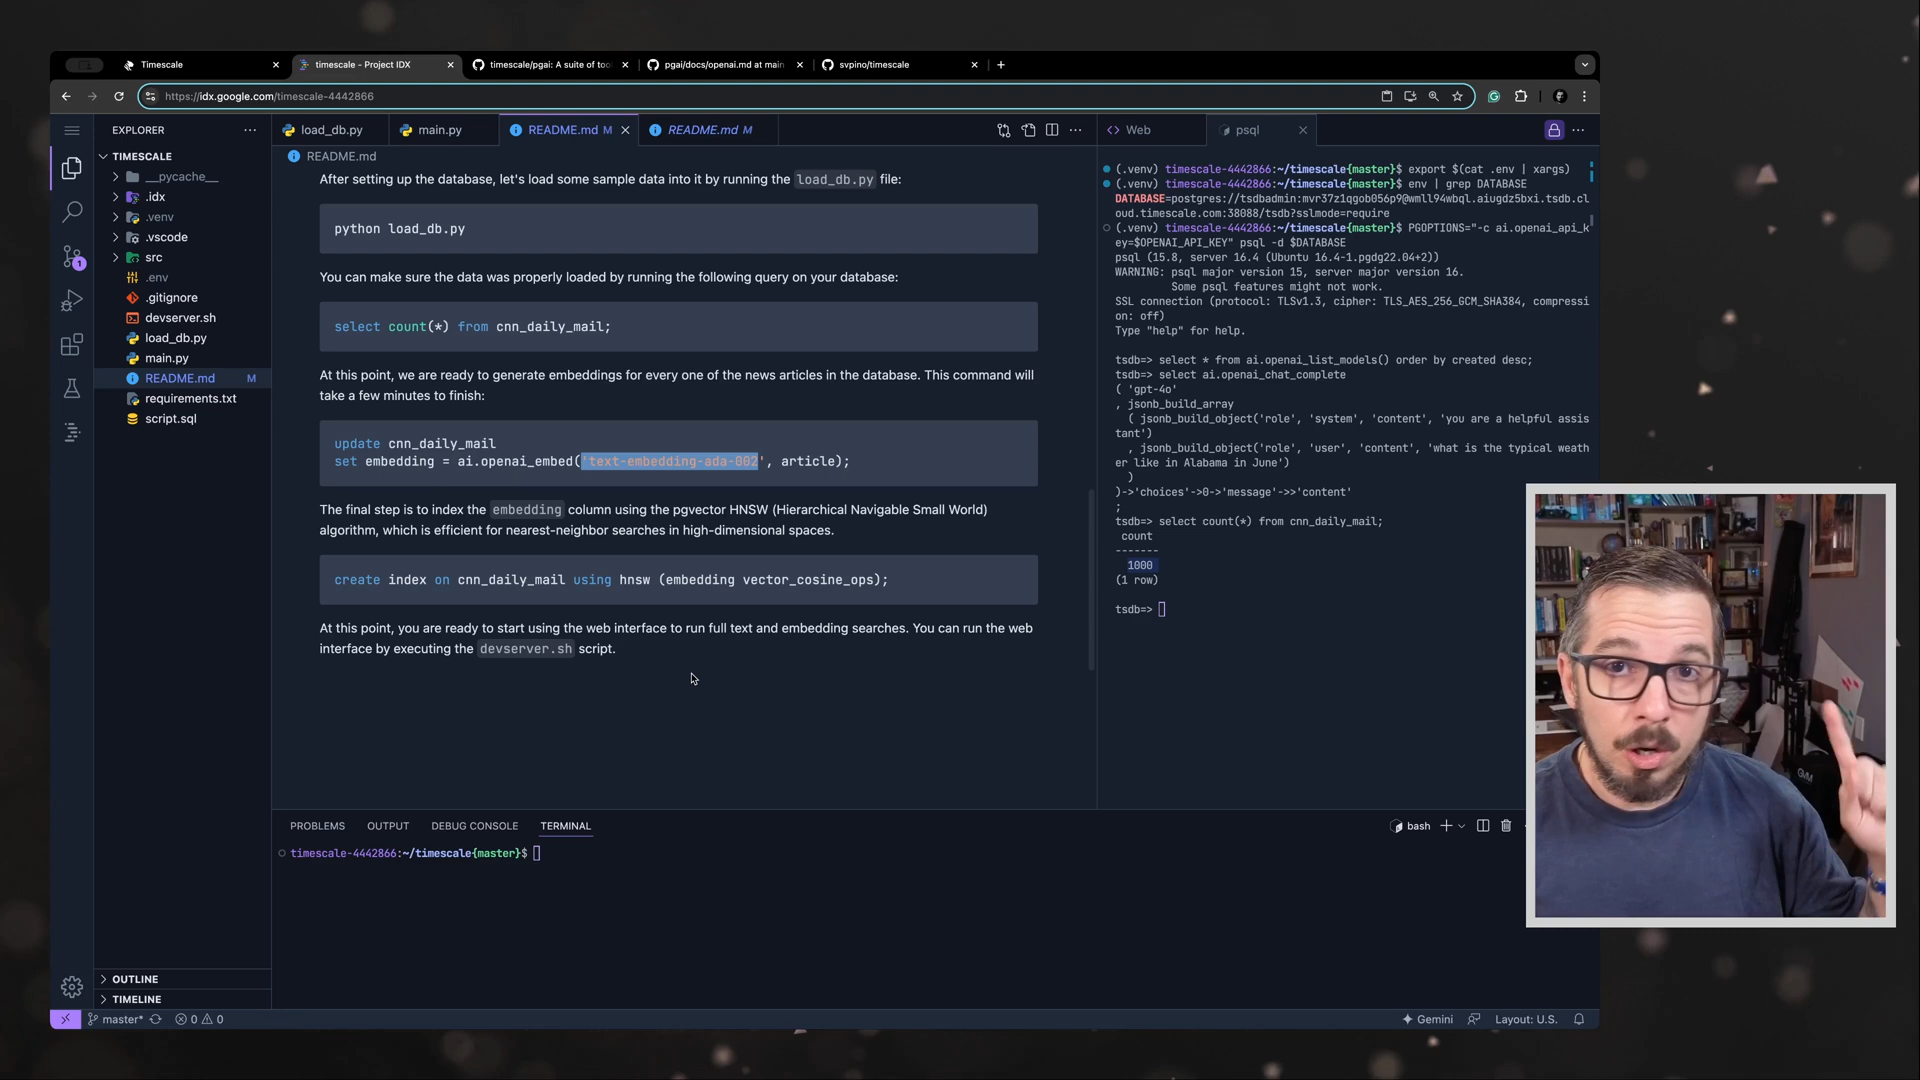 Timescale
timescale - Project IDX
timescale/pgai: A suite of too
pgai/docs/openai.md at main
svpino/timescale
https://idx.google.com/timescale-4442866
EXPLORER
TIMESCALE
__pycache__
.idx
.venv
.vscode
src
.env
.gitignore
devserver.sh
load_db.py
main.py
README.md M
requirements.txt
script.sql
OUTLINE
TIMELINE
load_db.py
main.py
README.md M
README.md M
README.md
After setting up the database, let's load some sample data into it by running the load_db.py file:
python load_db.py
You can make sure the data was properly loaded by running the following query on your database:
select count(*) from cnn_daily_mail;
At this point, we are ready to generate embeddings for every one of the news articles in the database. This command will
take a few minutes to finish:
update cnn_daily_mail
set embedding = ai.openai_embed('text-embedding-ada-002', article);
The final step is to index the embedding column using the pgvector HNSW (Hierarchical Navigable Small World)
algorithm, which is efficient for nearest-neighbor searches in high-dimensional spaces.
create index on cnn_daily_mail using hnsw (embedding vector_cosine_ops);
At this point, you are ready to start using the web interface to run full text and embedding searches. You can run the web
interface by executing the devserver.sh script.
Web
psql
(.venv) timescale-4442866:~/timescale{master}$ export $(cat .env | xargs)
(.venv) timescale-4442866:~/timescale{master}$ env | grep DATABASE
DATABASE=postgres://tsdbadmin:mvr37z1qgob056p9@wmll94wbql.aiugdz5bxi.tsdb.cl
oud.timescale.com:38088/tsdb?sslmode=require
(.venv) timescale-4442866:~/timescale{master}$ PGOPTIONS="-c ai.openai_api_k
ey=$OPENAI_API_KEY" psql -d $DATABASE
psql (15.8, server 16.4 (Ubuntu 16.4-1.pgdg22.04+2))
WARNING: psql major version 15, server major version 16.
Some psql features might not work.
SSL connection (protocol: TLSv1.3, cipher: TLS_AES_256_GCM_SHA384, compressi
on: off)
Type "help" for help.
tsdb=> select * from ai.openai_list_models() order by created desc;
tsdb=> select ai.openai_chat_complete
( 'gpt-4o'
, jsonb_build_array
( jsonb_build_object('role', 'system', 'content', 'you are a helpful assis
tant')
, jsonb_build_object('role', 'user', 'content', 'what is the typical weath
er like in Alabama in June')
)
)->'choices'->0->'message'->>'content'
;
tsdb=> select count(*) from cnn_daily_mail;
count
-------
1000
(1 row)
tsdb=>
PROBLEMS
OUTPUT
DEBUG CONSOLE
TERMINAL
bash
timescale-4442866:~/timescale{master}$
1
master*
0
0
Gemini
Layout: U.S.